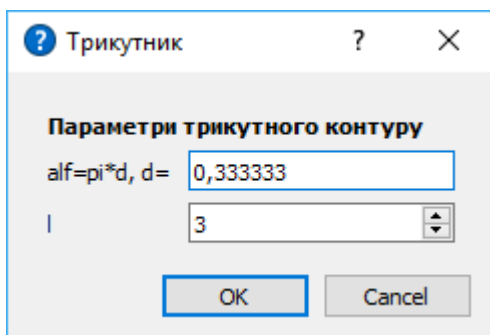 ? Трикутник ?
Параметри трикутного контуру
alf=pi*d, d= 0,333333
l 3
OK Cancel